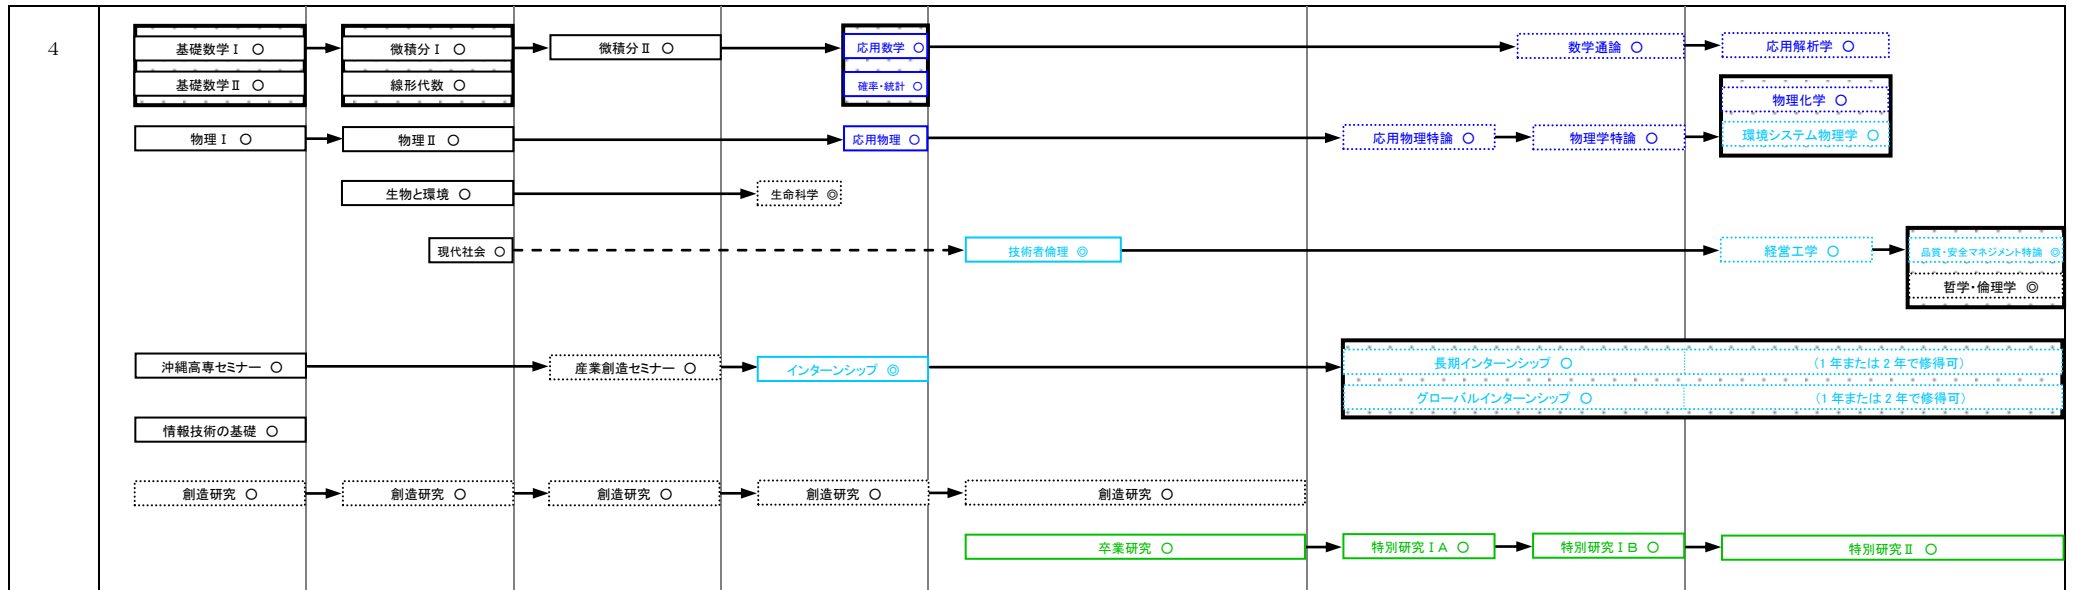 4
基礎数学Ⅰ ○ 微積分Ⅰ ○ 微積分Ⅱ ○ 応用数学 ○ 数学通論 ○ 応用解析学 ○
基礎数学Ⅱ ○ 線形代数 ○ 確率・統計 ○
物理化学 ○
物理Ⅰ ○ 物理Ⅱ ○ 応用物理 ○ 応用物理特論 ○ 物理学特論 ○ 環境システム物理学 ○
生物と環境 ○ 生命科学 ◎
現代社会 ○ 技術者倫理 ◎ 経営工学 ○ 品質・安全マネジメント特論 ◎
哲学・倫理学 ◎
沖縄高専セミナー ○ 産業創造セミナー ○ インターンシップ ◎ 長期インターンシップ ○ (1 年または 2 年で修得可)
グローバルインターンシップ ○ (1 年または 2 年で修得可)
情報技術の基礎 ○
創造研究 ○ 創造研究 ○ 創造研究 ○ 創造研究 ○ 創造研究 ○
卒業研究 ○ 特別研究ⅠA ○ 特別研究ⅠB ○ 特別研究Ⅱ ○